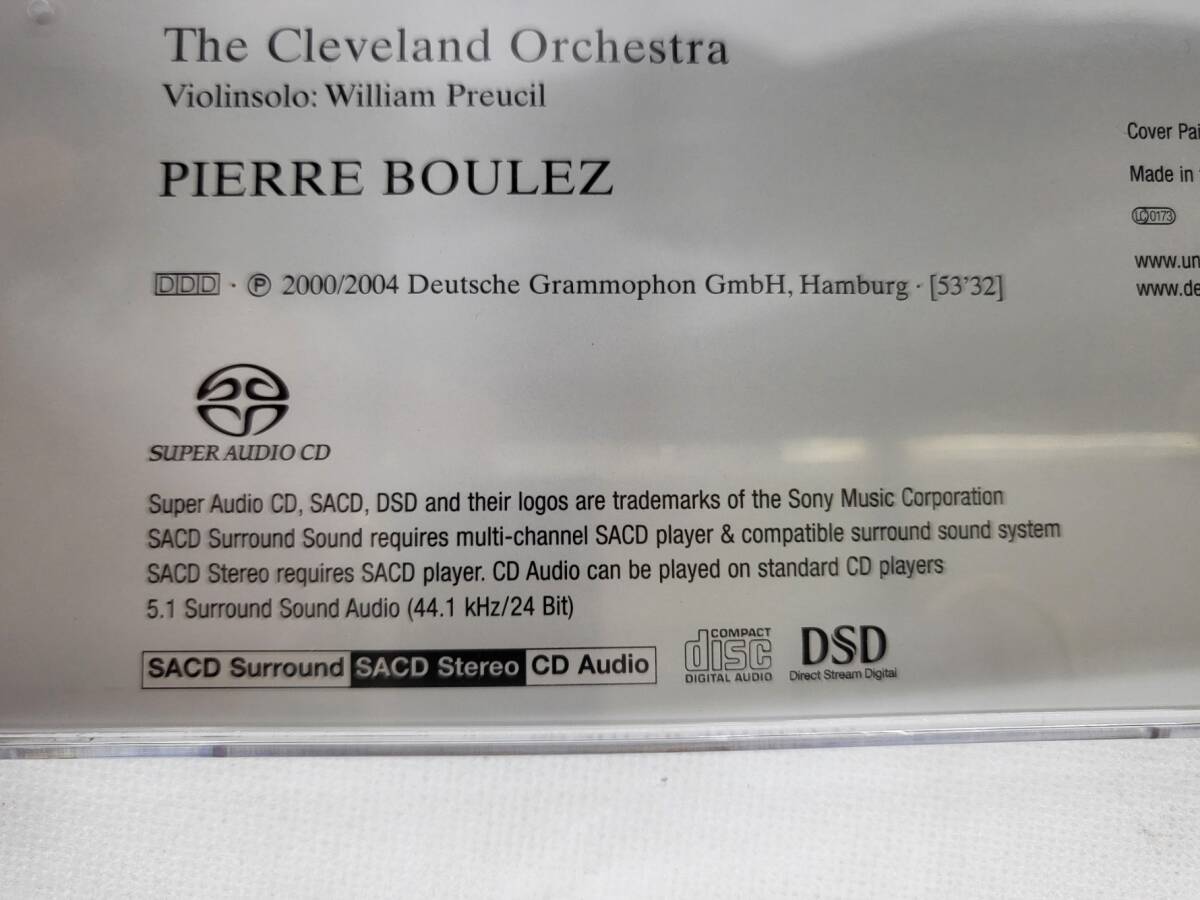 The Cleveland Orchestra
Violinsolo: William Preucil
PIERRE BOULEZ
DDD · ℗ 2000/2004 Deutsche Grammophon GmbH, Hamburg · [53'32]
Cover Pai
Made in
LC 0173
www.un
www.de
SUPER AUDIO CD
Super Audio CD, SACD, DSD and their logos are trademarks of the Sony Music Corporation
SACD Surround Sound requires multi-channel SACD player & compatible surround sound system
SACD Stereo requires SACD player. CD Audio can be played on standard CD players
5.1 Surround Sound Audio (44.1 kHz/24 Bit)
SACD Surround SACD Stereo CD Audio
COMPACT
disc
DIGITAL AUDIO
DSD
Direct Stream Digital